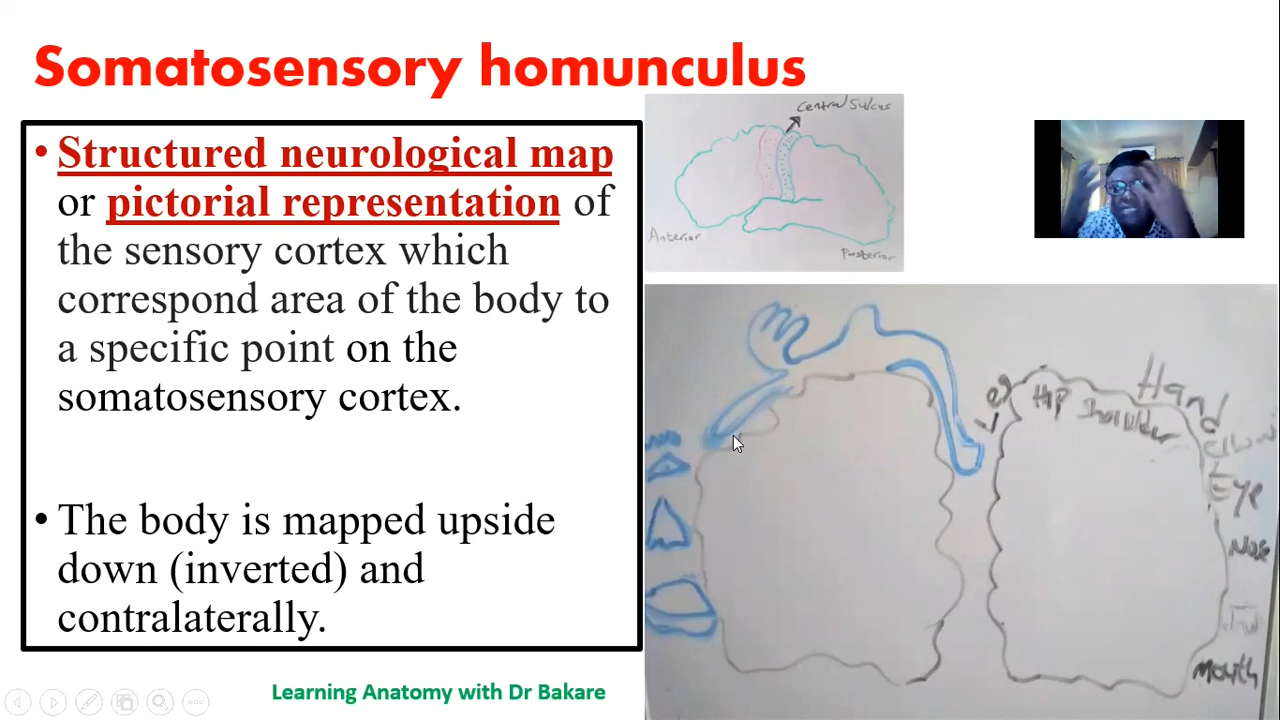 Somatosensory homunculus
• Structured neurological map
or pictorial representation of
the sensory cortex which
correspond area of the body to
a specific point on the
somatosensory cortex.
• The body is mapped upside
down (inverted) and
contralaterally.
Central Sulcus
Anterior
Posterior
Hip Shoulder
Hand
Elbow
Eye
Nose
Mouth
Learning Anatomy with Dr Bakare